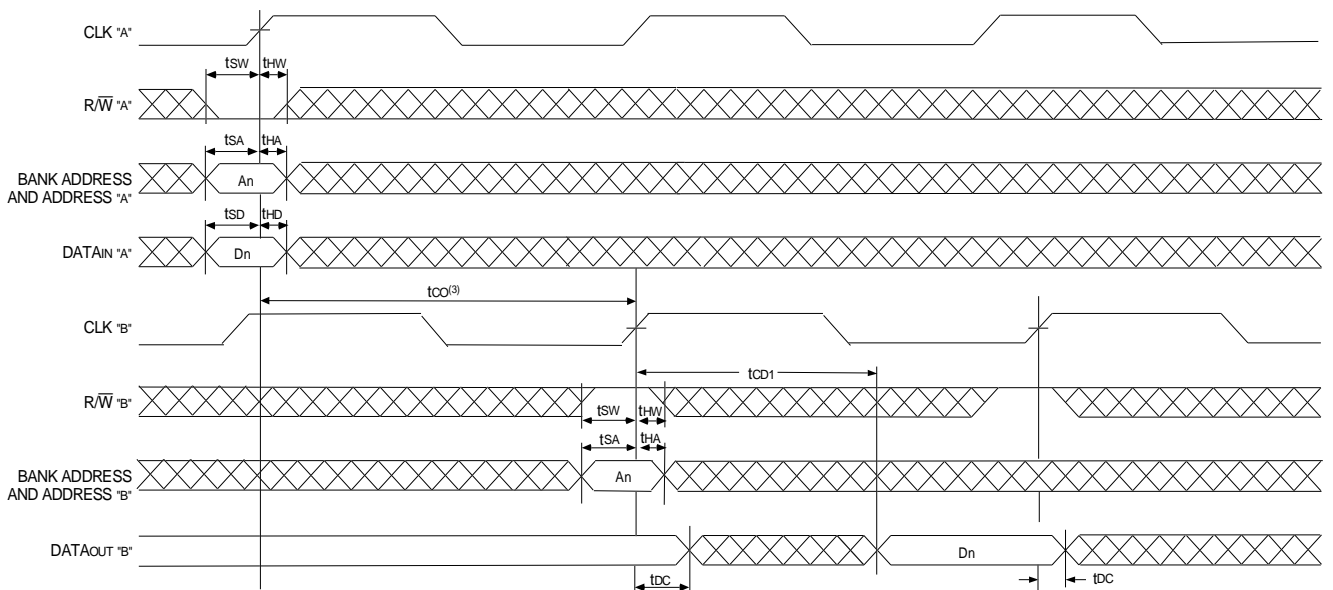 CLK "A"
tSW tHW
R/W̅ "A"
tSA tHA
BANK ADDRESS
AND ADDRESS "A"
An
tSD tHD
DATAIN "A"
Dn
tCO(3)
CLK "B"
tCD1
R/W̅ "B"
tSW tHW
tSA tHA
BANK ADDRESS
AND ADDRESS "B"
An
DATAOUT "B"
Dn
tDC
tDC